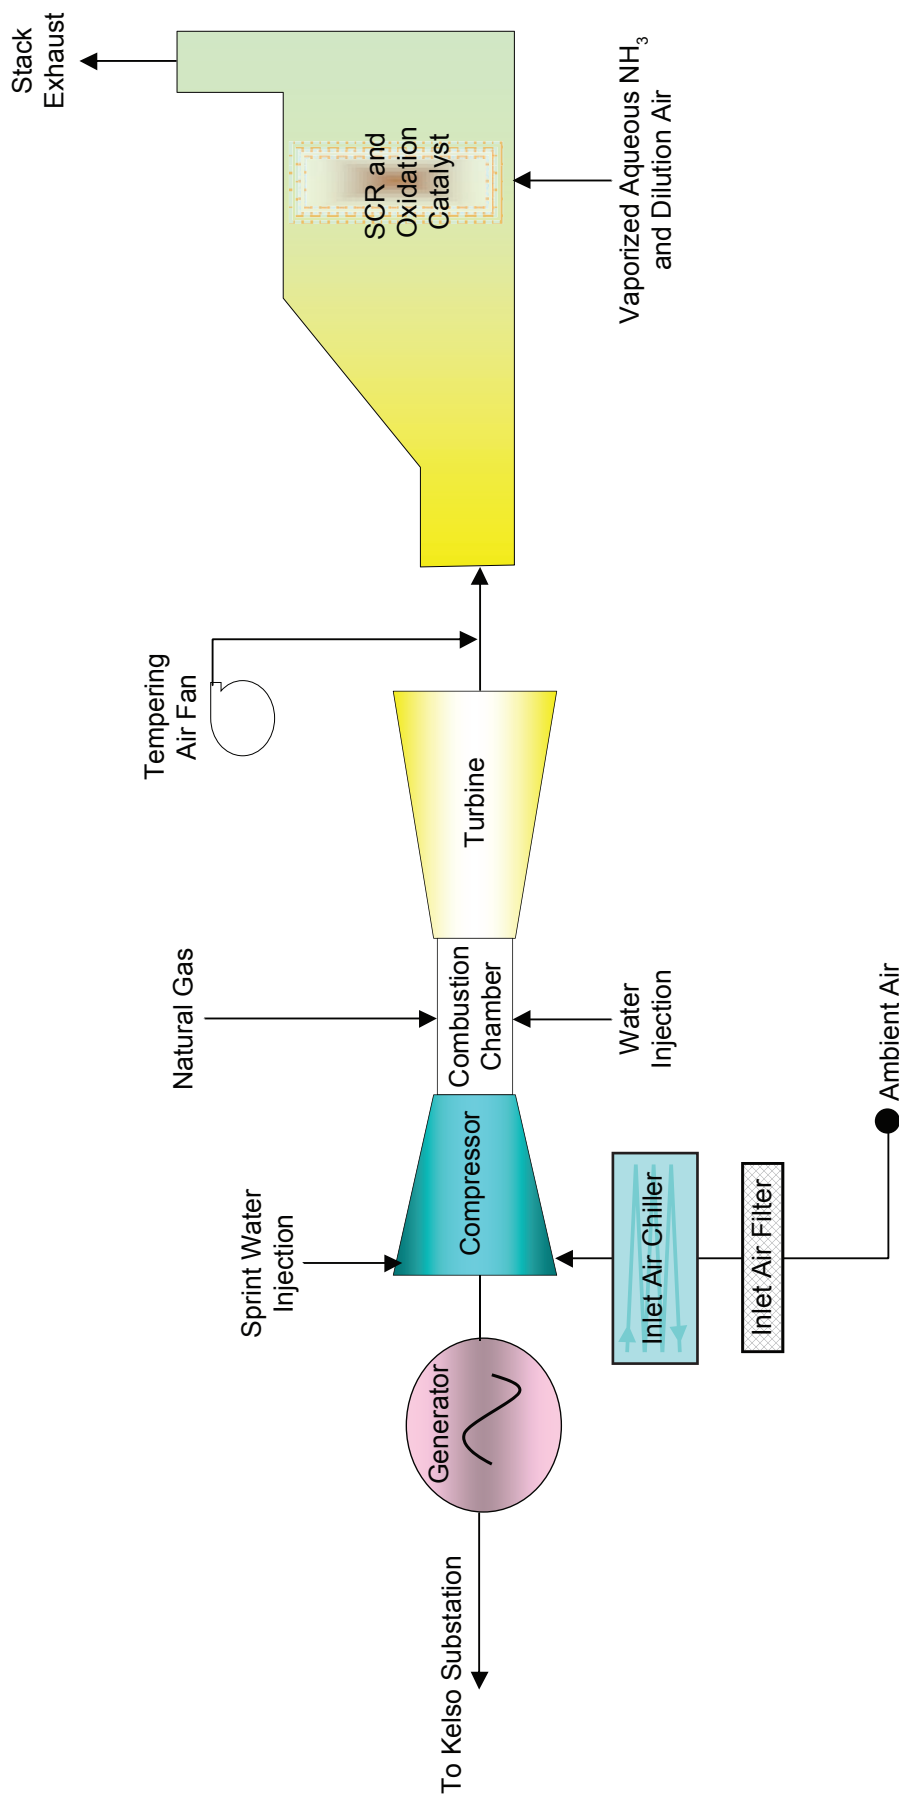 Stack
Exhaust
SCR and
Oxidation
Catalyst
Vaporized Aqueous NH₃
and Dilution Air
Tempering
Air Fan
Turbine
Natural Gas
Combustion
Chamber
Water
Injection
Sprint Water
Injection
Compressor
Ambient Air
Inlet Air Chiller
Inlet Air Filter
Generator
To Kelso Substation